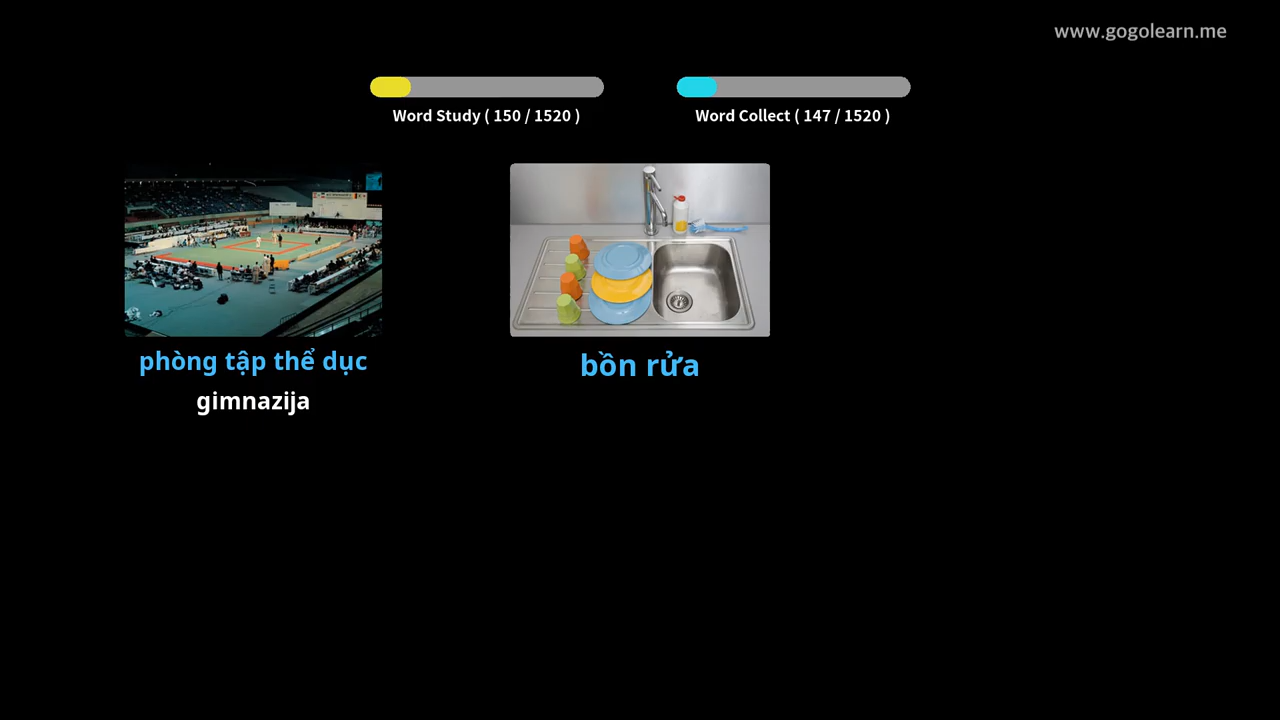 www.gogolearn.me
Word Study ( 150 / 1520 )
Word Collect ( 147 / 1520 )
phòng tập thể dục
gimnazija
bồn rửa